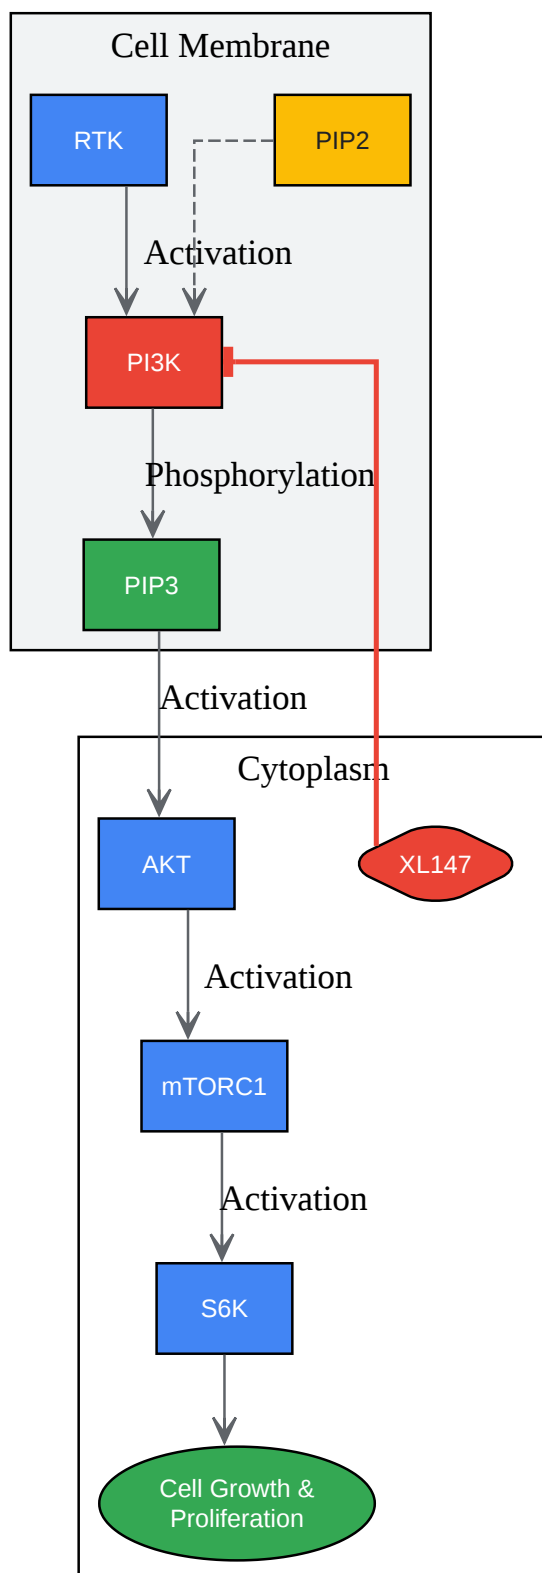 Cell Membrane
RTK
PIP2
Activation
PI3K
Phosphorylation
PIP3
Activation
Cytoplasm
AKT
XL147
Activation
mTORC1
Activation
S6K
Cell Growth &
Proliferation